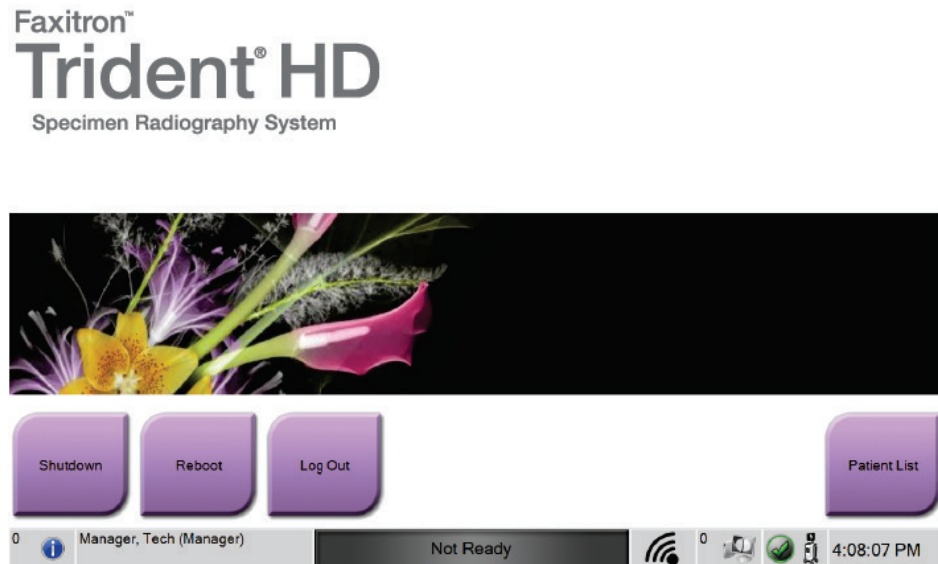 Faxitron™
Trident® HD
Specimen Radiography System
Shutdown
Reboot
Log Out
Patient List
0
Manager, Tech (Manager)
Not Ready
0
4:08:07 PM